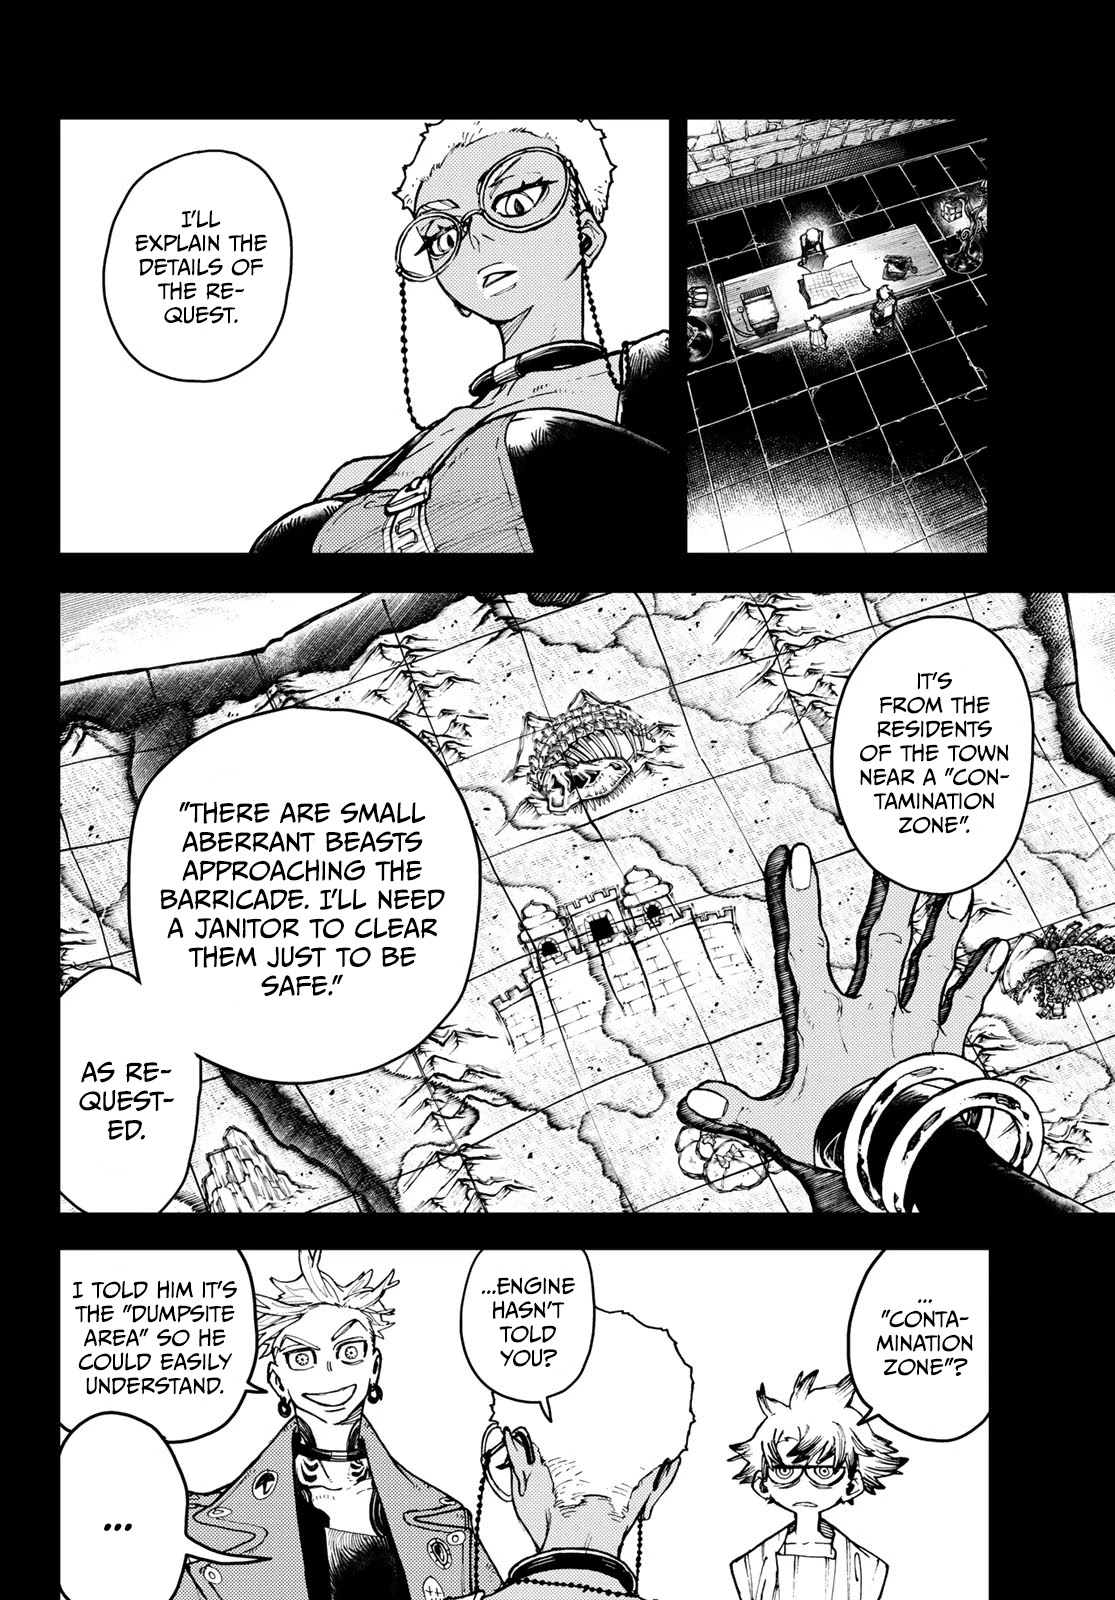 I'LL
EXPLAIN THE
DETAILS OF
THE RE-
QUEST.
IT'S
FROM THE
RESIDENTS
OF THE TOWN
NEAR A "CON-
TAMINATION
ZONE".
"THERE ARE SMALL
ABERRANT BEASTS
APPROACHING THE
BARRICADE. I'LL NEED
A JANITOR TO CLEAR
THEM JUST TO BE
SAFE."
AS RE-
QUEST-
ED.
...
"CONTA-
MINATION
ZONE"?
...ENGINE
HASN'T
TOLD
YOU?
I TOLD HIM IT'S
THE "DUMPSITE
AREA" SO HE
COULD EASILY
UNDERSTAND.
...